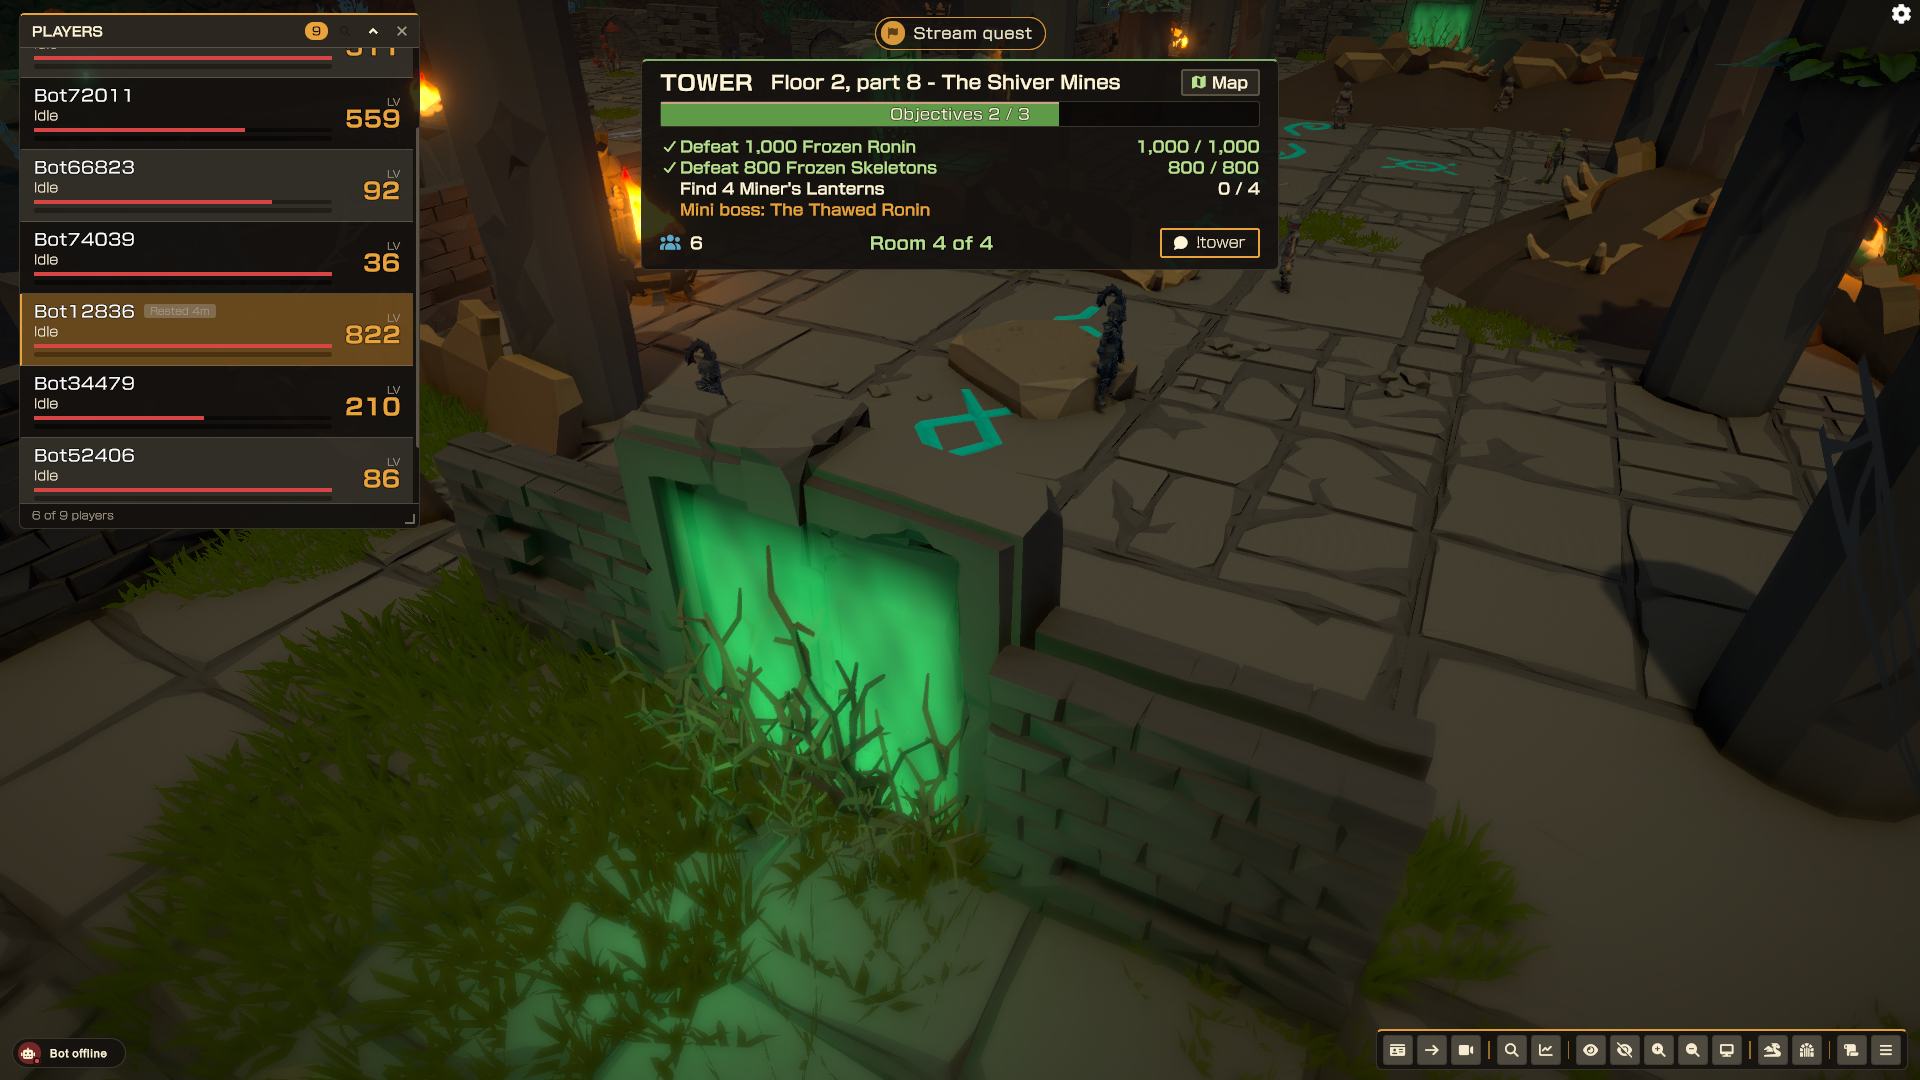 PLAYERS 9
Idle
Bot72011
Idle
LV
559
Bot66823
Idle
LV
92
Bot74039
Idle
LV
36
Bot12836 Rested 4m
Idle
LV
822
Bot34479
Idle
LV
210
Bot52406
Idle
LV
86
6 of 9 players
Stream quest
TOWER Floor 2, part 8 - The Shiver Mines Map
Objectives 2 / 3
Defeat 1,000 Frozen Ronin 1,000 / 1,000
Defeat 800 Frozen Skeletons 800 / 800
Find 4 Miner's Lanterns 0 / 4
Mini boss: The Thawed Ronin
6 Room 4 of 4 !tower
Bot offline